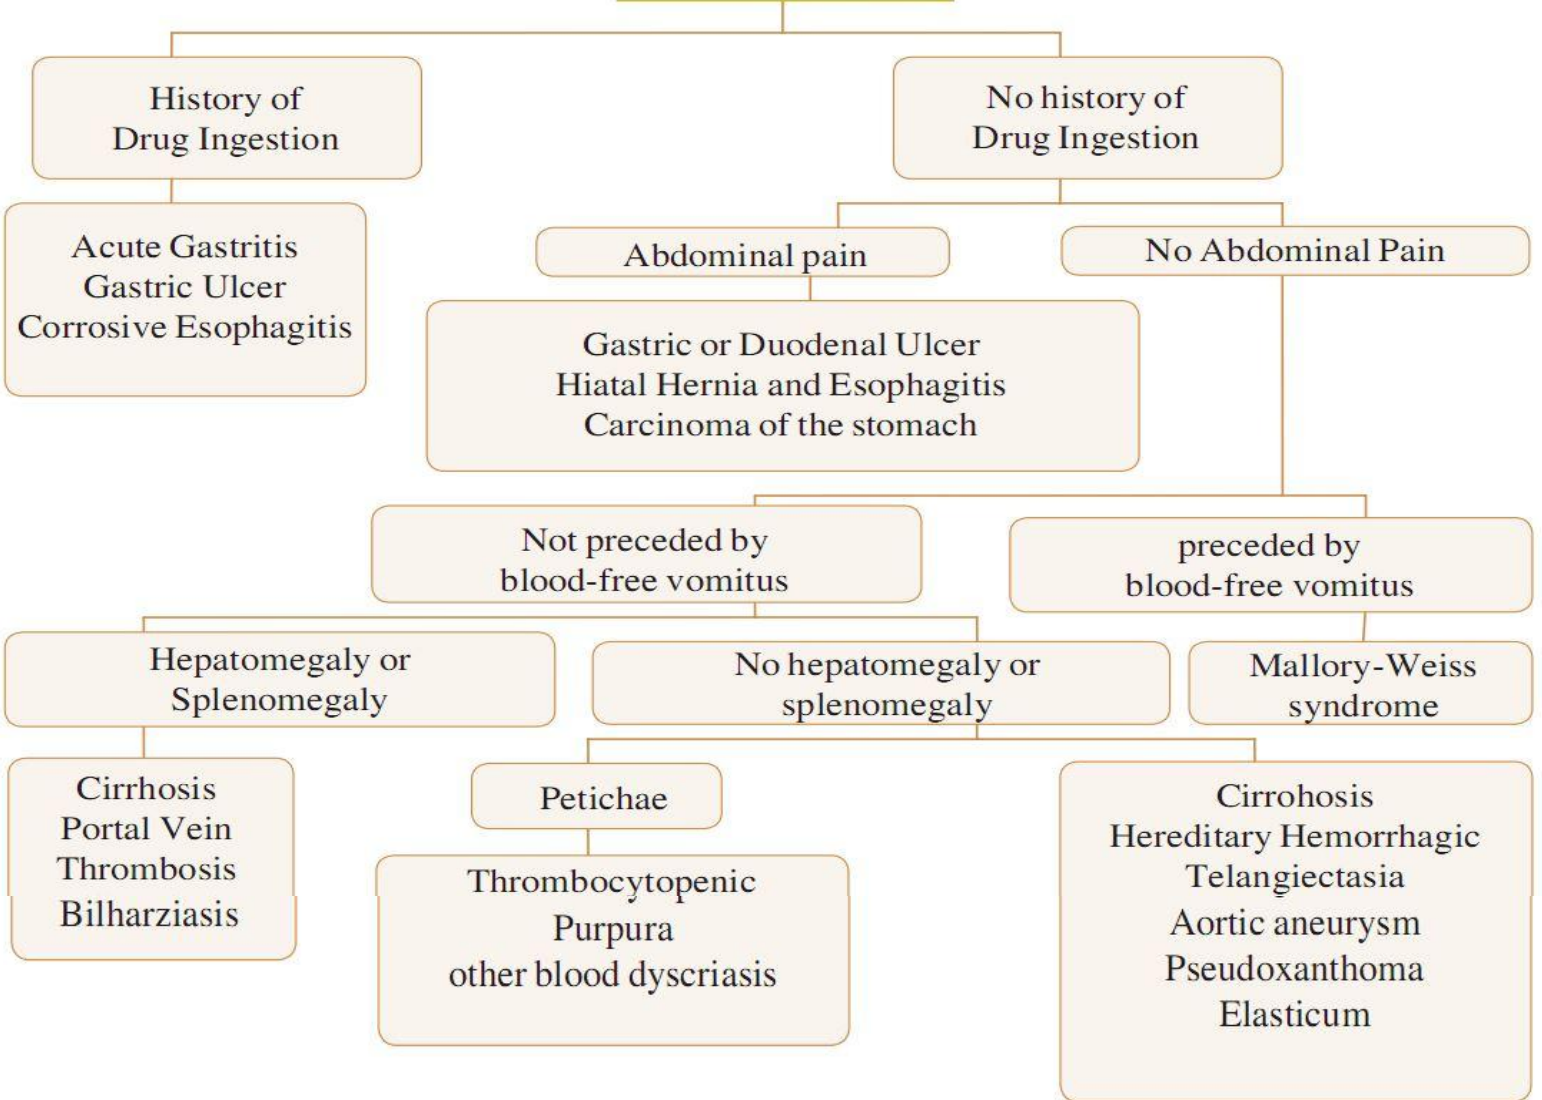 History of
Drug Ingestion
No history of
Drug Ingestion
Acute Gastritis
Gastric Ulcer
Corrosive Esophagitis
Abdominal pain
No Abdominal Pain
Gastric or Duodenal Ulcer
Hiatal Hernia and Esophagitis
Carcinoma of the stomach
Not preceded by
blood-free vomitus
preceded by
blood-free vomitus
Hepatomegaly or
Splenomegaly
No hepatomegaly or
splenomegaly
Mallory-Weiss
syndrome
Cirrhosis
Portal Vein
Thrombosis
Bilharziasis
Petichae
Thrombocytopenic
Purpura
other blood dyscriasis
Cirrohosis
Hereditary Hemorrhagic
Telangiectasia
Aortic aneurysm
Pseudoxanthoma
Elasticum